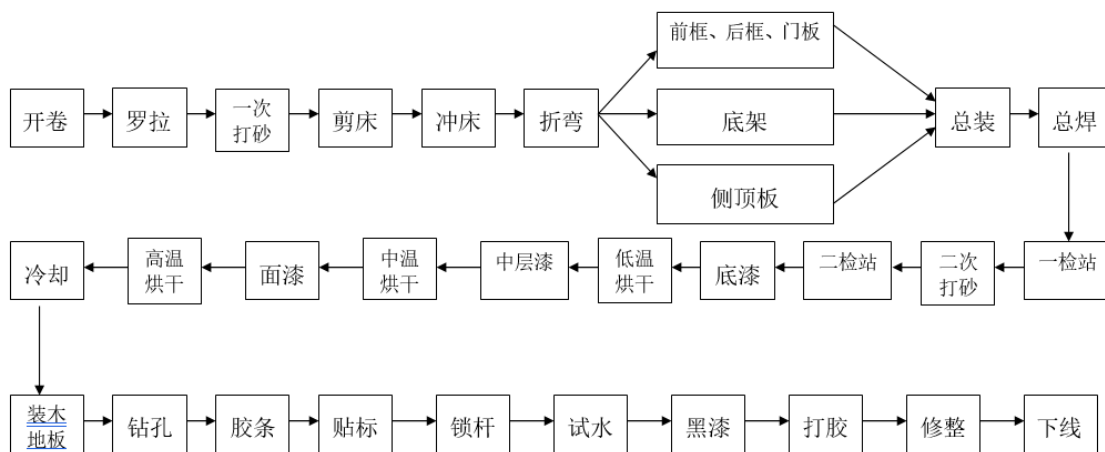 前框、后框、门板
开卷
罗拉
一次
打砂
剪床
冲床
折弯
底架
总装
总焊
侧顶板
一检站
二次
打砂
二检站
底漆
低温
烘干
中层漆
中温
烘干
面漆
高温
烘干
冷却
装木
地板
钻孔
胶条
贴标
锁杆
试水
黑漆
打胶
修整
下线